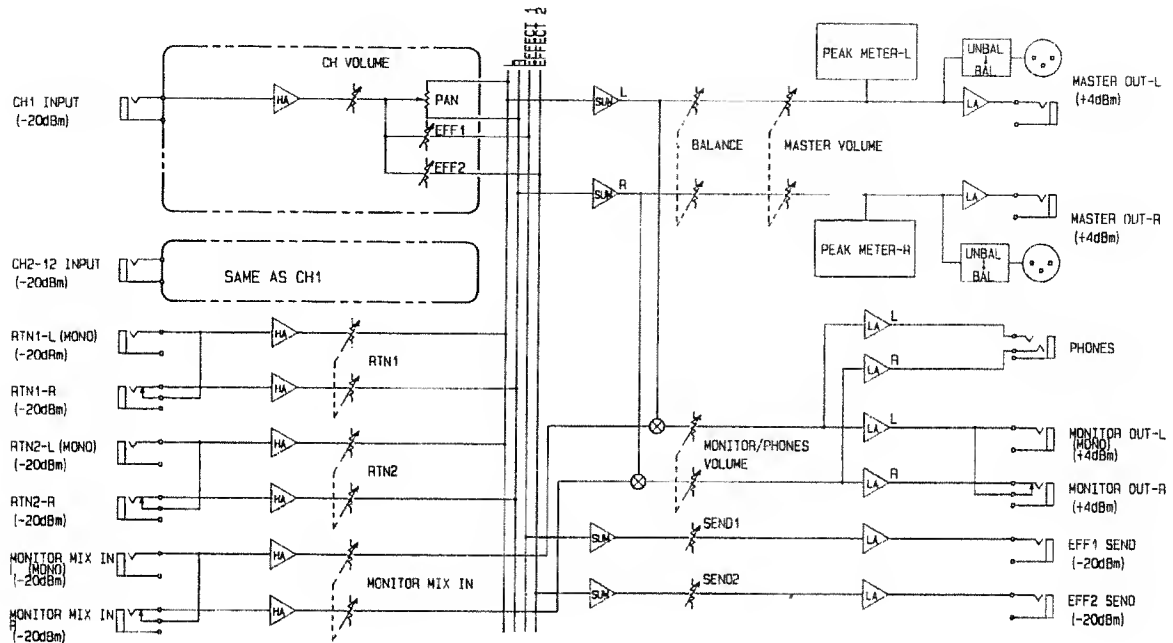 EFFECT 1
EFFECT 2
L
R
CH VOLUME
CH1 INPUT
(-20dBm)
HA
PAN
EFF1
EFF2
CH2-12 INPUT
(-20dBm)
SAME AS CH1
RTN1-L (MONO)
(-20dBm)
HA
RTN1
RTN1-R
(-20dBm)
HA
RTN2-L (MONO)
(-20dBm)
HA
RTN2
RTN2-R
(-20dBm)
HA
MONITOR MIX IN
L (MONO)
(-20dBm)
HA
MONITOR MIX IN
MONITOR MIX IN
R
(-20dBm)
HA
SUM
L
PEAK METER-L
UNBAL
BAL
MASTER OUT-L
(+4dBm)
LA
BALANCE
MASTER VOLUME
SUM
R
LA
MASTER OUT-R
(+4dBm)
PEAK METER-R
UNBAL
BAL
LA
L
PHONES
LA
R
MONITOR/PHONES
VOLUME
LA
L
MONITOR OUT-L
(MONO)
(+4dBm)
LA
R
MONITOR OUT-R
(+4dBm)
SUM
SEND1
LA
EFF1 SEND
(-20dBm)
SUM
SEND2
LA
EFF2 SEND
(-20dBm)